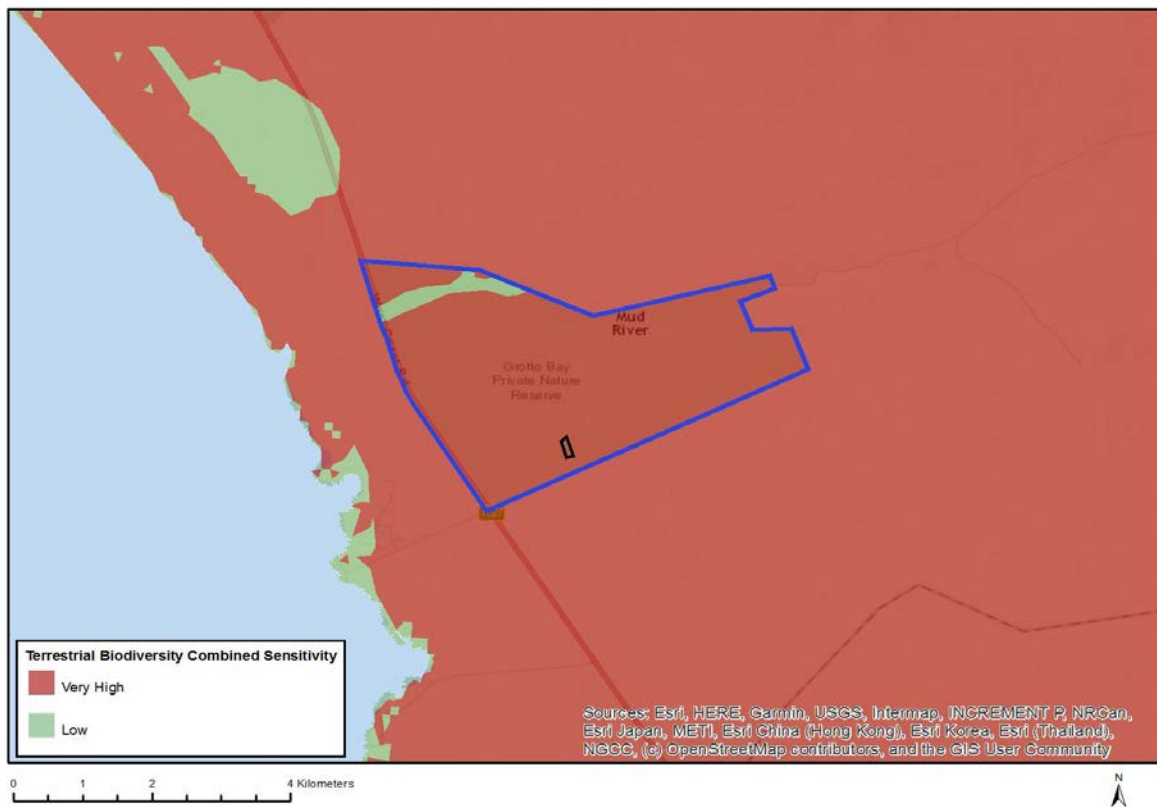 Mud
River
Grotto Bay
Private Nature
Reserve
Terrestrial Biodiversity Combined Sensitivity
Very High
Low
Sources: Esri, HERE, Garmin, USGS, Intermap, INCREMENT P, NRCan,
Esri Japan, METI, Esri China (Hong Kong), Esri Korea, Esri (Thailand),
NGCC, (c) OpenStreetMap contributors, and the GIS User Community
0 1 2 4 Kilometers
N